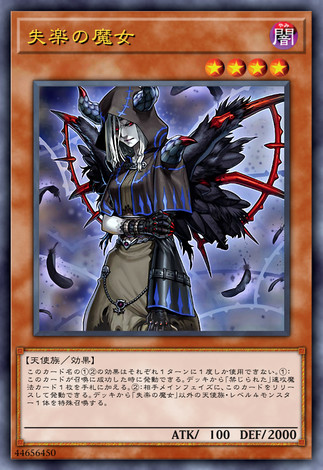 失楽の魔女
やみ
闇
【天使族／効果】
このカード名の①②の効果はそれぞれ１ターンに１度しか使用できない。①：
このカードが召喚に成功した時に発動できる。デッキから「禁じられた」速攻魔
法カード１枚を手札に加える。②：相手メインフェイズに、このカードをリリー
スして発動できる。デッキから「失楽の魔女」以外の天使族・レベル４モンスタ
ー１体を特殊召喚する。
ATK/ 100 DEF/2000
44656450